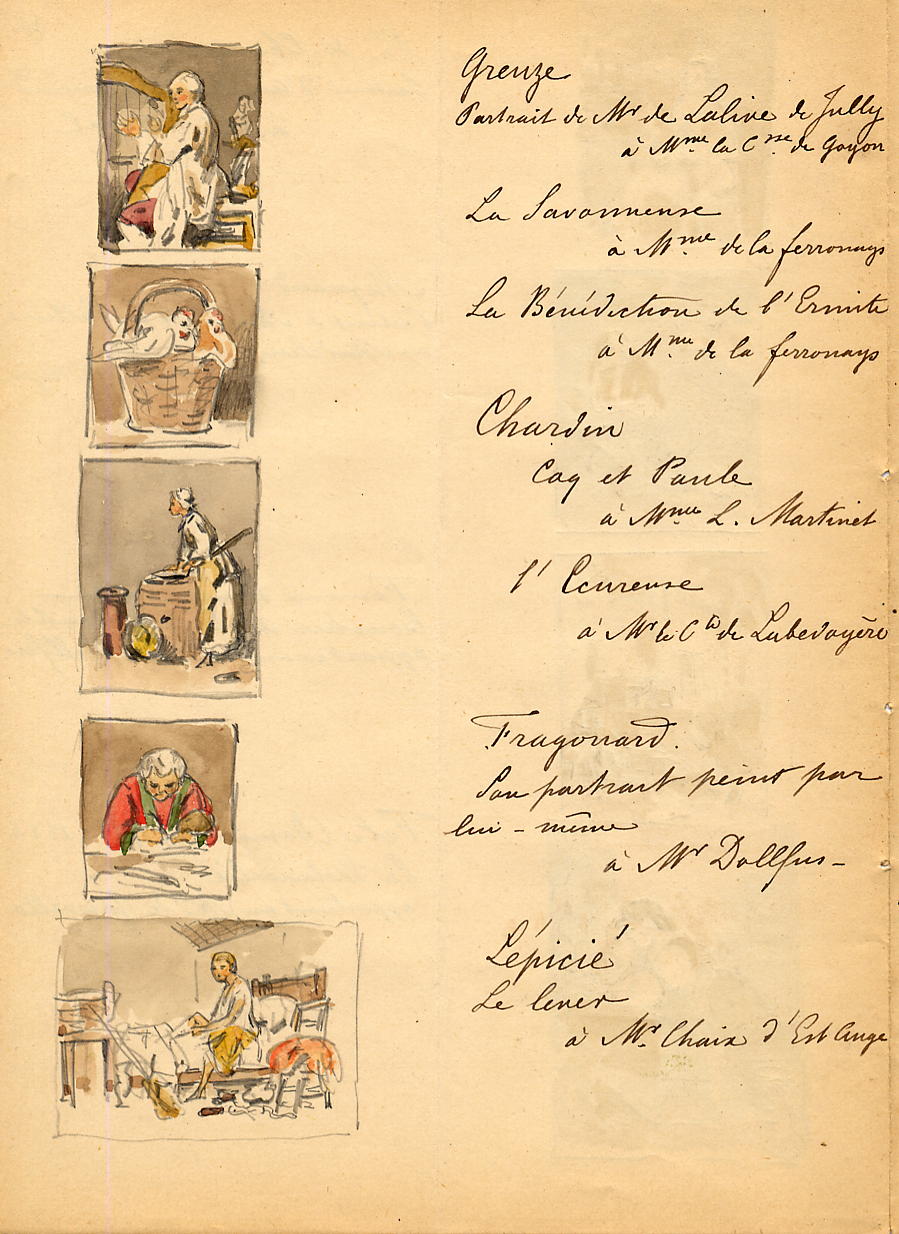 Greuze
Portrait de Mr de Lalive de Jully
à Mme la Csse de Goyon
La Savonneuse
à Mme de la ferronays
La Bénédiction de l'Ermite
à Mme de la ferronays
Chardin
Coq et Poule
à Mme L. Martinet
l'Ecureuse
à Mr le Cte de Labedoyère
Fragonard.
Son portrait peint par
lui-même
à Mr Dollfus-
Lépicié
Le lever
à Mr. Chaix d'Est Ange